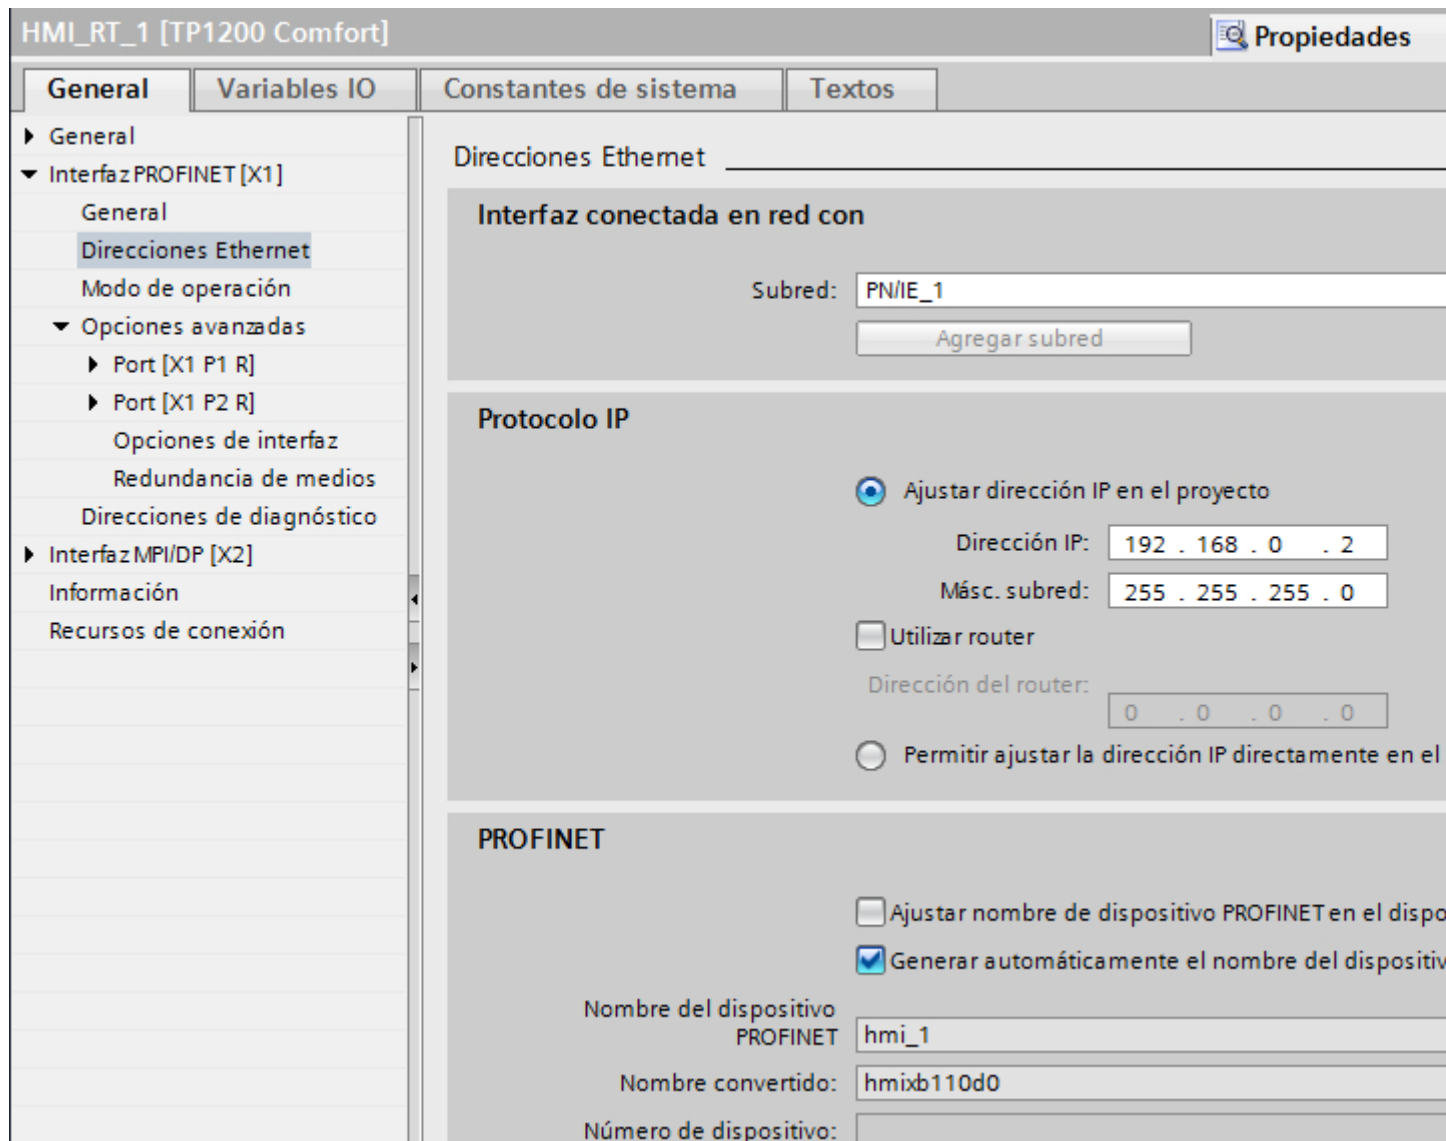 HMI_RT_1 [TP1200 Comfort]
Propiedades
General
Variables IO
Constantes de sistema
Textos
General
Interfaz PROFINET [X1]
General
Direcciones Ethernet
Modo de operación
Opciones avanzadas
Port [X1 P1 R]
Port [X1 P2 R]
Opciones de interfaz
Redundancia de medios
Direcciones de diagnóstico
Interfaz MPI/DP [X2]
Información
Recursos de conexión
Direcciones Ethernet
Interfaz conectada en red con
Subred: PN/IE_1
Agregar subred
Protocolo IP
Ajustar dirección IP en el proyecto
Dirección IP: 192 . 168 . 0 . 2
Másc. subred: 255 . 255 . 255 . 0
Utilizar router
Dirección del router:
0 . 0 . 0 . 0
Permitir ajustar la dirección IP directamente en el
PROFINET
Ajustar nombre de dispositivo PROFINET en el dispo
Generar automáticamente el nombre del dispositiv
Nombre del dispositivo
PROFINET hmi_1
Nombre convertido: hmixb110d0
Número de dispositivo: